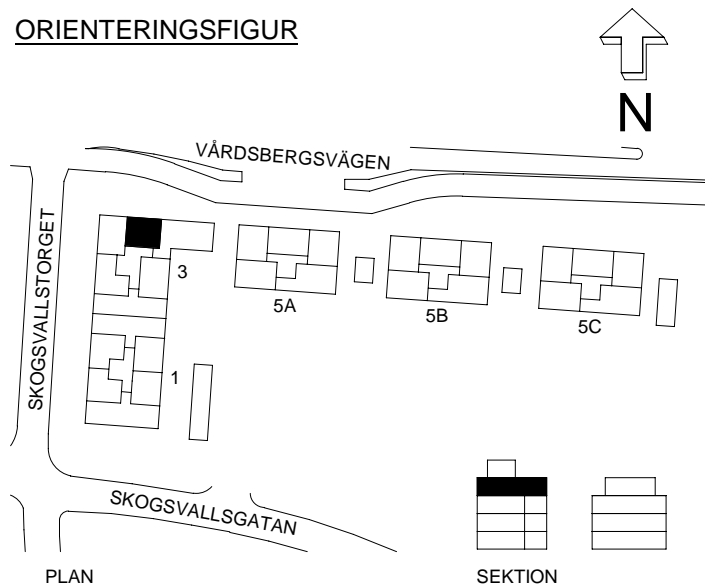 ORIENTERINGSFIGUR
N
VÅRDSBERGSVÄGEN
SKOGSVALLSTORGET
3
5A
5B
5C
1
SKOGSVALLSGATAN
PLAN
SEKTION